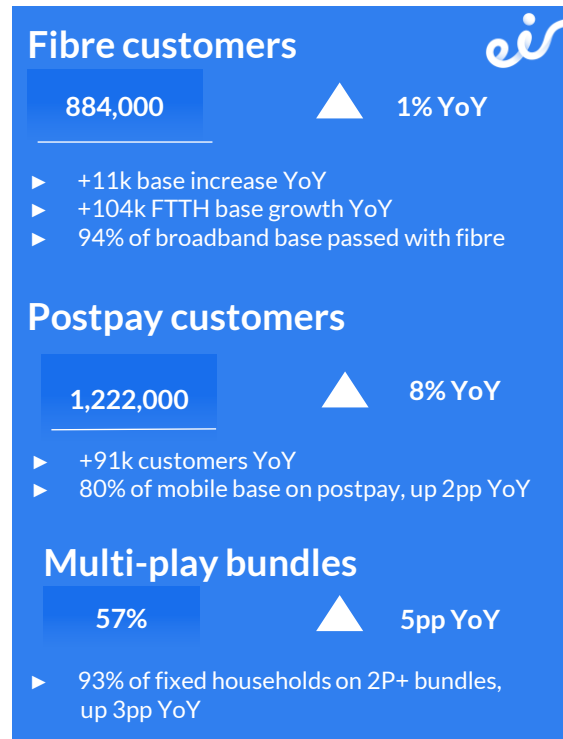 eir
Fibre customers
884,000
1% YoY
► +11k base increase YoY
► +104k FTTH base growth YoY
► 94% of broadband base passed with fibre
Postpay customers
1,222,000
8% YoY
► +91k customers YoY
► 80% of mobile base on postpay, up 2pp YoY
Multi-play bundles
57%
5pp YoY
► 93% of fixed households on 2P+ bundles,
up 3pp YoY